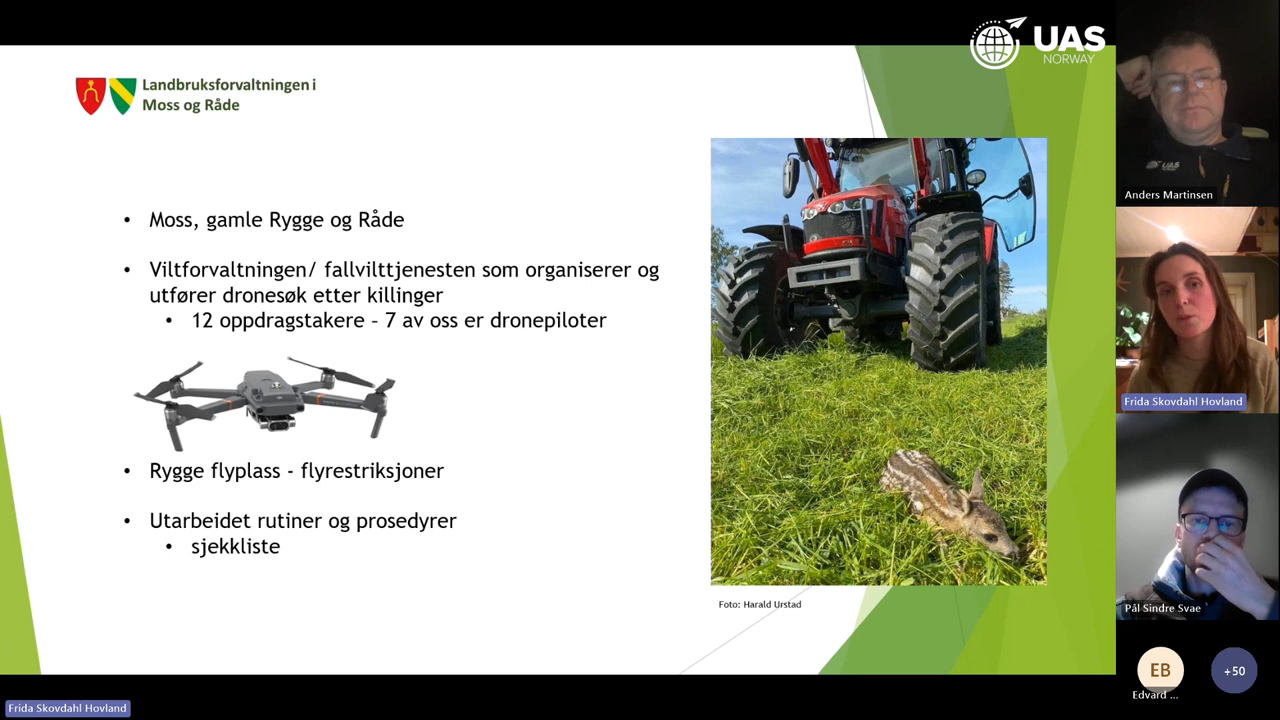 UAS
NORWAY
Landbruksforvaltningen i
Moss og Råde
• Moss, gamle Rygge og Råde
• Viltforvaltningen/ fallvilttjenesten som organiserer og
utfører dronesøk etter killinger
• 12 oppdragstakere – 7 av oss er dronepiloter
• Rygge flyplass - flyrestriksjoner
• Utarbeidet rutiner og prosedyrer
• sjekkliste
Foto: Harald Urstad
UAS
Anders Martinsen
Frida Skovdahl Hovland
Pål Sindre Svae
EB
Edvard ...
+50
Frida Skovdahl Hovland